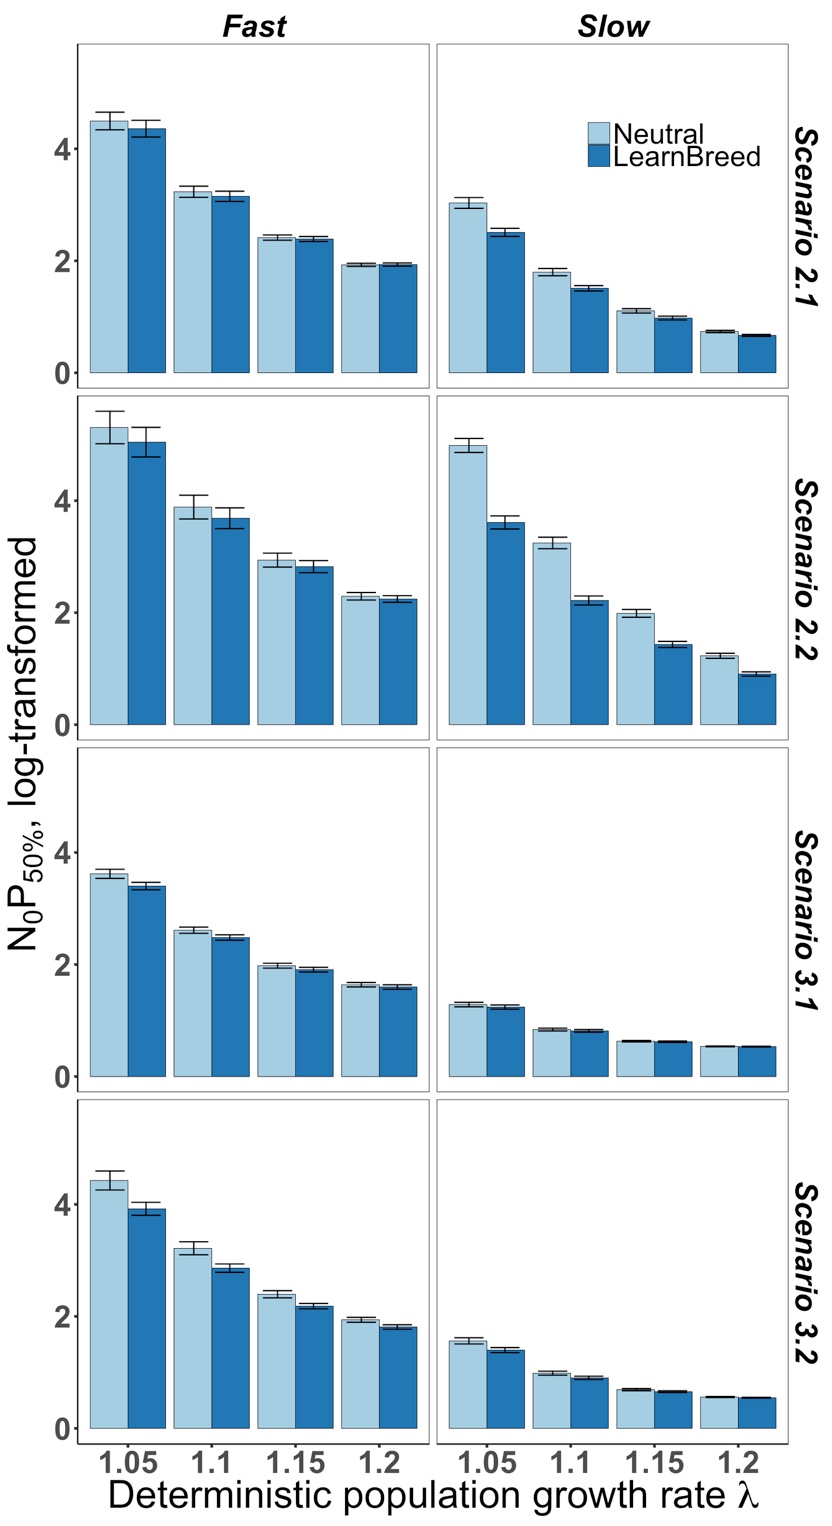 Fast
Slow
Neutral
LearnBreed
Scenario 2.1
4
2
0
Scenario 2.2
4
2
0
Scenario 3.1
4
2
0
Scenario 3.2
4
2
0
N₀P₅₀%, log-transformed
1.05 1.1 1.15 1.2
1.05 1.1 1.15 1.2
Deterministic population growth rate λ